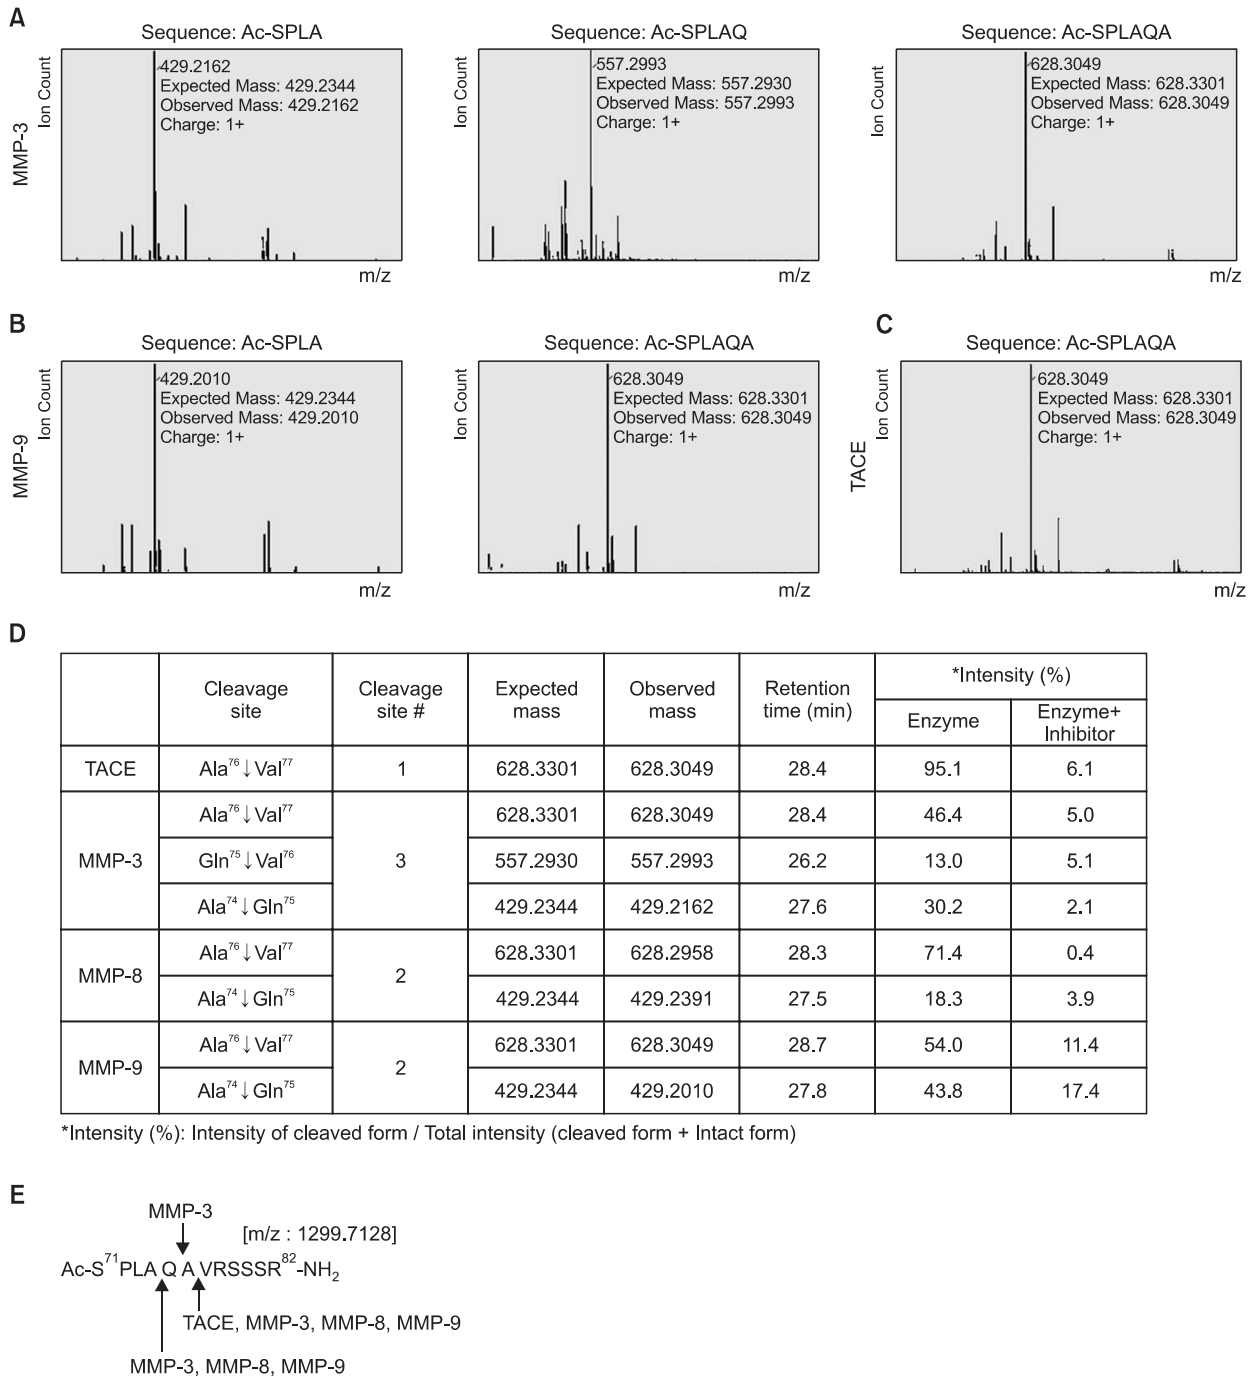 A
Sequence: Ac-SPLA
Sequence: Ac-SPLAQ
Sequence: Ac-SPLAQA
MMP-3
Ion Count
429.2162
Expected Mass: 429.2344
Observed Mass: 429.2162
Charge: 1+
m/z
Ion Count
557.2993
Expected Mass: 557.2930
Observed Mass: 557.2993
Charge: 1+
m/z
Ion Count
628.3049
Expected Mass: 628.3301
Observed Mass: 628.3049
Charge: 1+
m/z
B
Sequence: Ac-SPLA
Sequence: Ac-SPLAQA
MMP-9
Ion Count
429.2010
Expected Mass: 429.2344
Observed Mass: 429.2010
Charge: 1+
m/z
Ion Count
628.3049
Expected Mass: 628.3301
Observed Mass: 628.3049
Charge: 1+
m/z
C
Sequence: Ac-SPLAQA
TACE
Ion Count
628.3049
Expected Mass: 628.3301
Observed Mass: 628.3049
Charge: 1+
m/z
D
Cleavage site
Cleavage site #
Expected mass
Observed mass
Retention time (min)
*Intensity (%)
Enzyme
Enzyme+ Inhibitor
TACE Ala⁷⁶↓Val⁷⁷ 1 628.3301 628.3049 28.4 95.1 6.1
MMP-3 Ala⁷⁶↓Val⁷⁷ 3 628.3301 628.3049 28.4 46.4 5.0
Gln⁷⁵↓Val⁷⁶ 557.2930 557.2993 26.2 13.0 5.1
Ala⁷⁴↓Gln⁷⁵ 429.2344 429.2162 27.6 30.2 2.1
MMP-8 Ala⁷⁶↓Val⁷⁷ 2 628.3301 628.2958 28.3 71.4 0.4
Ala⁷⁴↓Gln⁷⁵ 429.2344 429.2391 27.5 18.3 3.9
MMP-9 Ala⁷⁶↓Val⁷⁷ 2 628.3301 628.3049 28.7 54.0 11.4
Ala⁷⁴↓Gln⁷⁵ 429.2344 429.2010 27.8 43.8 17.4
*Intensity (%): Intensity of cleaved form / Total intensity (cleaved form + Intact form)
E
MMP-3
[m/z : 1299.7128]
Ac-S⁷¹PLA Q A VRSSSR⁸²-NH₂
TACE, MMP-3, MMP-8, MMP-9
MMP-3, MMP-8, MMP-9